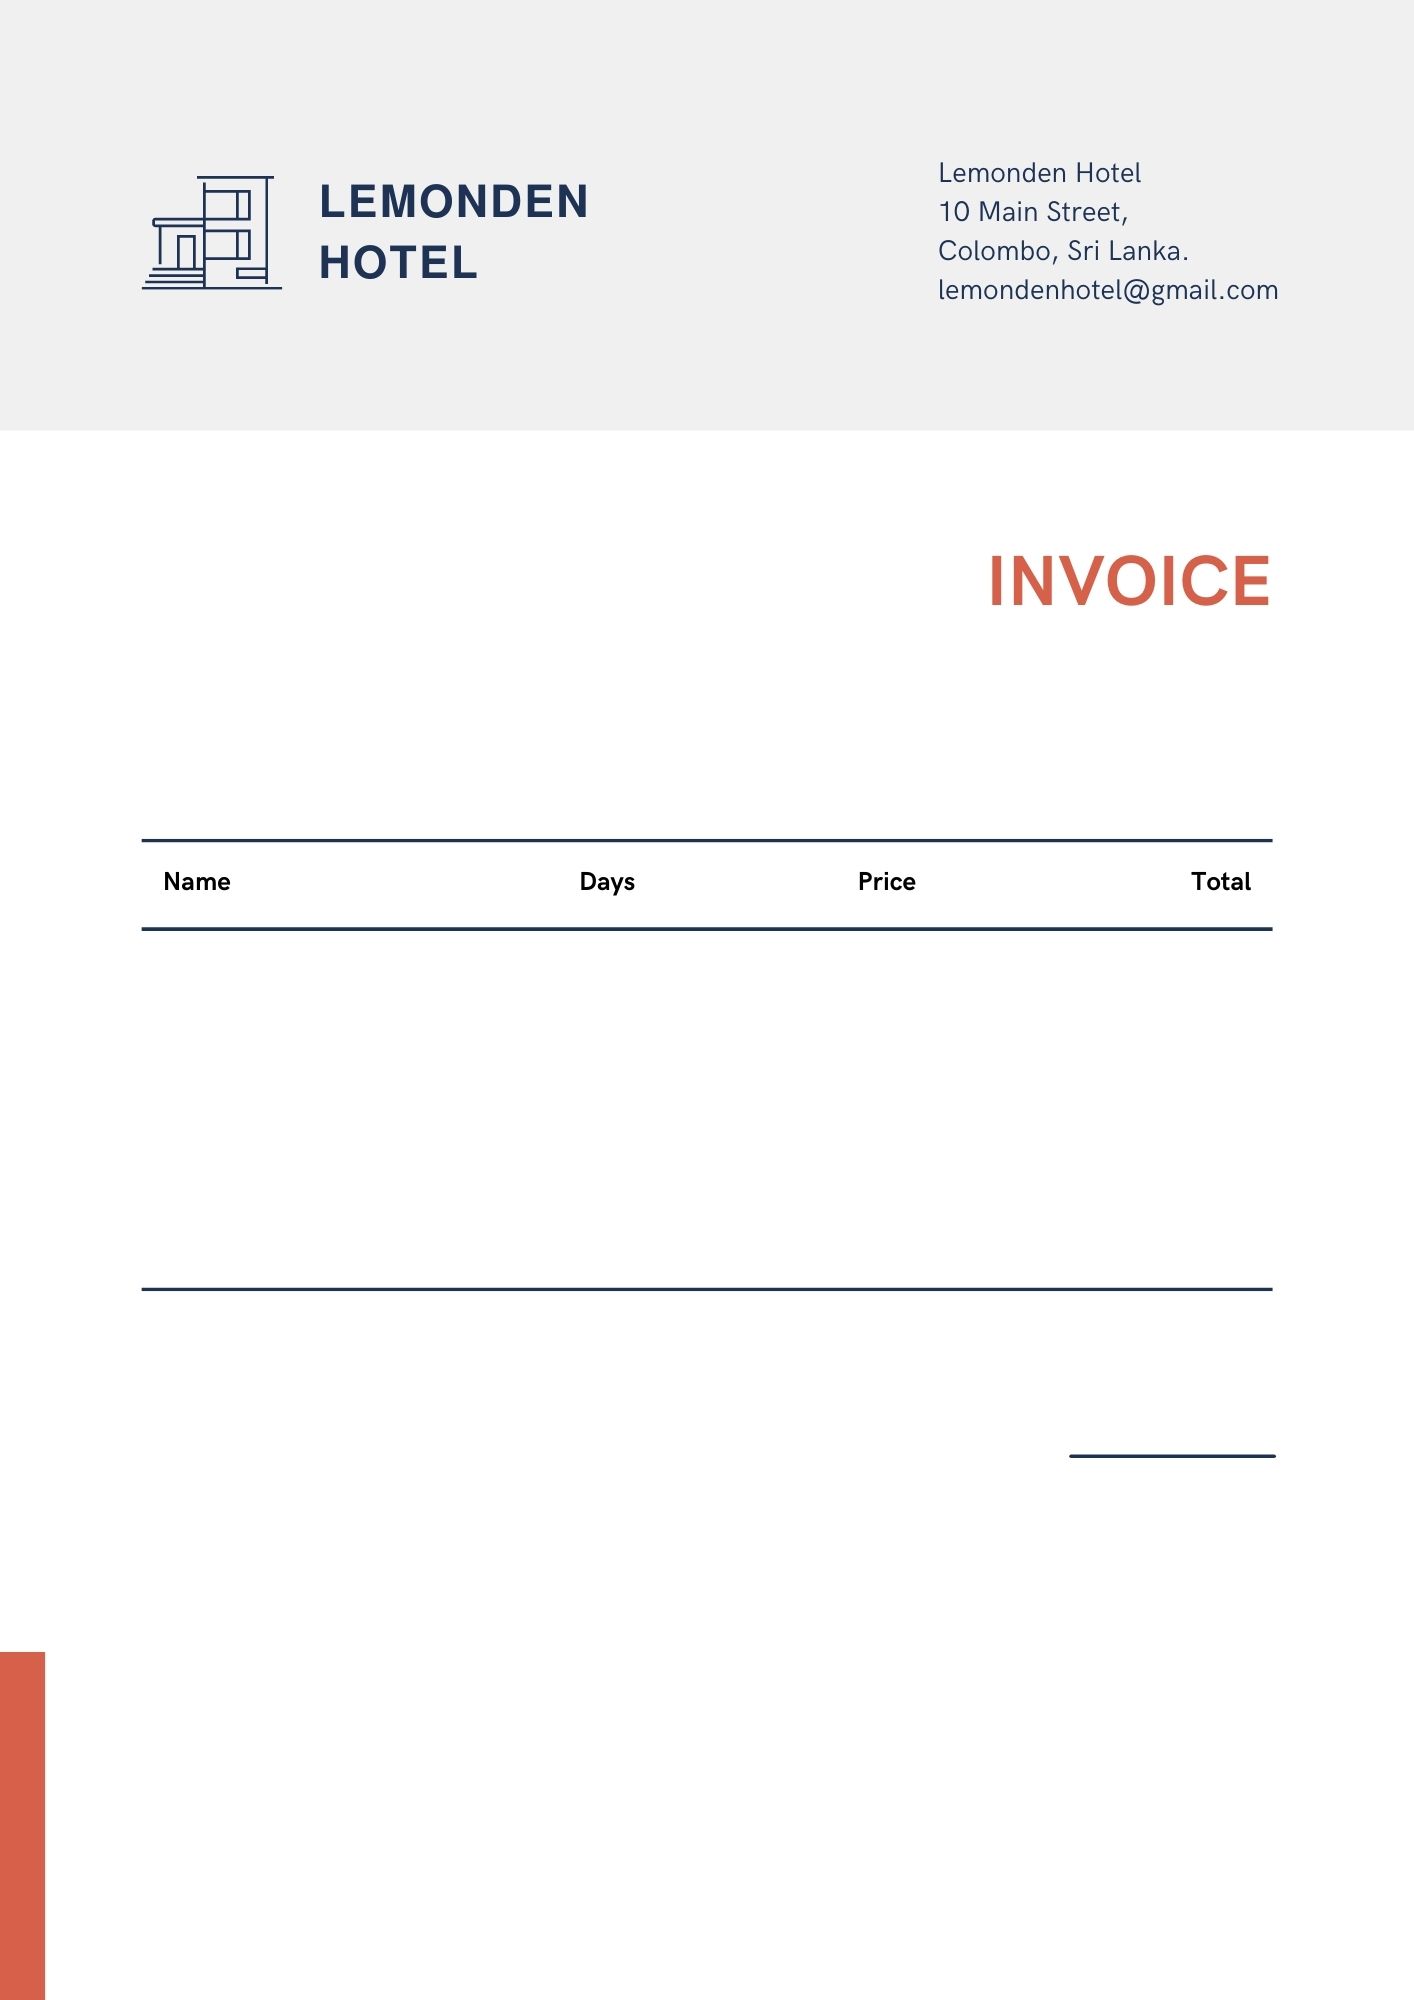 LEMONDEN
HOTEL
Lemonden Hotel
10 Main Street,
Colombo, Sri Lanka.
lemondenhotel@gmail.com
INVOICE
Name Days Price Total